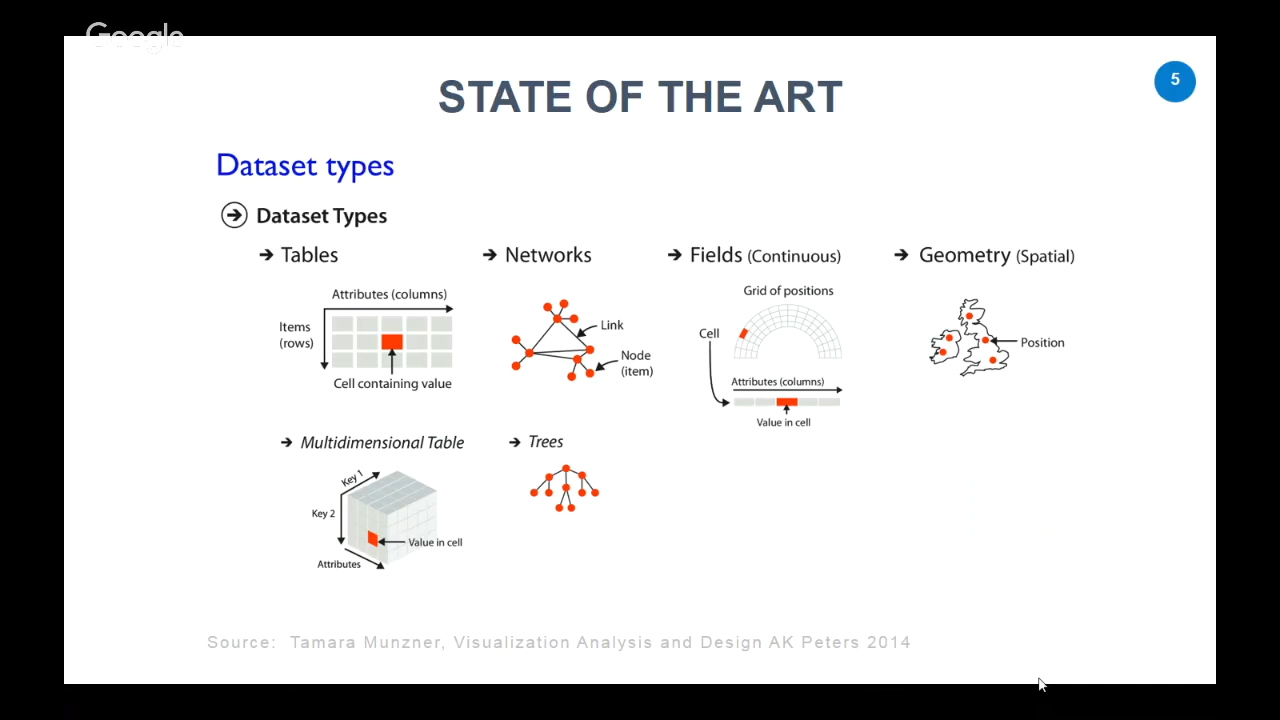 Google
STATE OF THE ART
5
Dataset types
Dataset Types
Tables
Networks
Fields (Continuous)
Geometry (Spatial)
Attributes (columns)
Items
(rows)
Cell containing value
Link
Node
(item)
Grid of positions
Cell
Attributes (columns)
Value in cell
Position
Multidimensional Table
Trees
Key 1
Key 2
Value in cell
Attributes
Source: Tamara Munzner, Visualization Analysis and Design AK Peters 2014